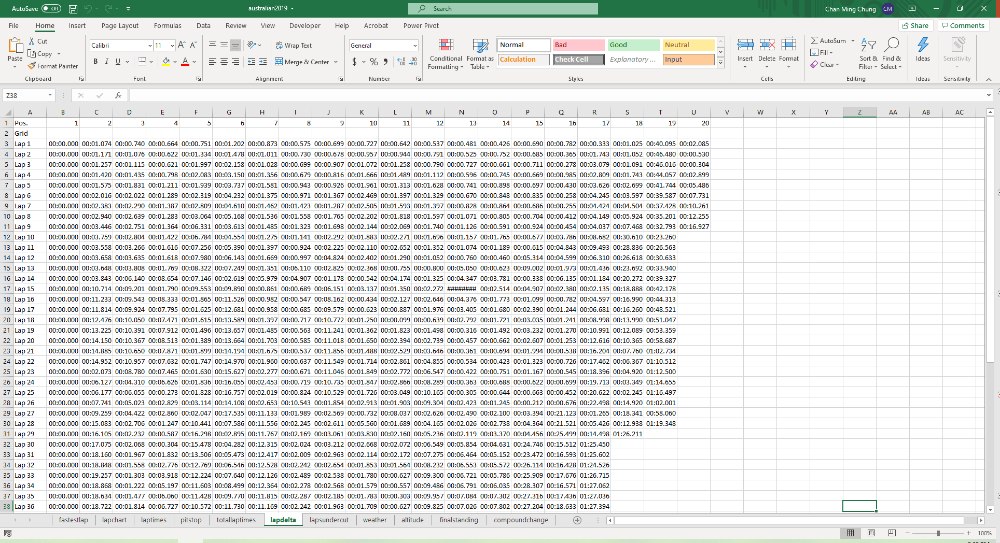 AutoSave Off
australian2019
Search
Chan Ming Chung CM
File Home Insert Page Layout Formulas Data Review View Developer Help Acrobat Power Pivot
Share Comments
Paste
Cut
Copy
Format Painter
Clipboard
Calibri 11 A A
B I U A
Font
ab Wrap Text
Merge & Center
Alignment
General
$ % 9
Number
Conditional Formatting
Format as Table
Normal Bad Good Neutral
Calculation Check Cell Explanatory ... Input
Styles
Insert Delete Format
Cells
AutoSum
Fill
Clear
Sort & Filter
Find & Select
Editing
Ideas
Ideas
Sensitivity
Sensitivity
Z38 fx
A B C D E F G H I J K L M N O P Q R S T U V W X Y Z AA AB AC
1 Pos. 1 2 3 4 5 6 7 8 9 10 11 12 13 14 15 16 17 18 19 20
2 Grid
3 Lap 1 00:00.000 00:01.074 00:00.740 00:00.664 00:00.751 00:01.202 00:00.873 00:00.575 00:00.699 00:00.727 00:00.642 00:00.537 00:00.481 00:00.426 00:00.690 00:00.782 00:00.333 00:01.025 00:40.095 00:02.085
4 Lap 2 00:00.000 00:01.171 00:01.076 00:00.622 00:01.334 00:01.478 00:01.011 00:00.730 00:00.678 00:00.957 00:00.944 00:00.791 00:00.525 00:00.752 00:00.685 00:00.365 00:01.743 00:01.052 00:46.480 00:00.530
5 Lap 3 00:00.000 00:01.257 00:01.115 00:00.621 00:01.997 00:02.158 00:01.028 00:00.699 00:00.907 00:01.072 00:01.258 00:00.790 00:00.727 00:00.661 00:00.711 00:00.278 00:03.079 00:01.091 00:46.016 00:00.304
6 Lap 4 00:00.000 00:01.420 00:01.435 00:00.798 00:02.083 00:03.150 00:01.356 00:00.679 00:00.816 00:01.666 00:01.489 00:01.112 00:00.596 00:00.745 00:00.669 00:00.985 00:02.809 00:01.743 00:44.057 00:02.899
7 Lap 5 00:00.000 00:01.575 00:01.831 00:01.211 00:01.939 00:03.737 00:01.581 00:00.943 00:00.926 00:01.961 00:01.313 00:01.628 00:00.741 00:00.898 00:00.697 00:00.430 00:03.626 00:02.699 00:41.744 00:05.486
8 Lap 6 00:00.000 00:02.016 00:02.022 00:01.289 00:02.319 00:04.232 00:01.375 00:00.971 00:01.367 00:02.469 00:01.397 00:01.329 00:00.670 00:00.848 00:00.835 00:00.258 00:04.245 00:03.597 00:39.587 00:07.731
9 Lap 7 00:00.000 00:02.383 00:02.290 00:01.387 00:02.809 00:04.610 00:01.462 00:01.423 00:01.287 00:02.505 00:01.593 00:01.397 00:00.828 00:00.864 00:00.686 00:00.255 00:04.424 00:04.504 00:37.428 00:10.261
10 Lap 8 00:00.000 00:02.940 00:02.639 00:01.283 00:03.064 00:05.168 00:01.536 00:01.558 00:01.765 00:02.202 00:01.818 00:01.597 00:01.071 00:00.805 00:00.704 00:00.412 00:04.149 00:05.924 00:35.201 00:12.255
11 Lap 9 00:00.000 00:03.446 00:02.751 00:01.364 00:06.331 00:03.613 00:01.485 00:01.323 00:01.698 00:02.144 00:02.069 00:01.740 00:01.126 00:00.591 00:00.924 00:00.454 00:04.037 00:07.468 00:32.793 00:16.927
12 Lap 10 00:00.000 00:03.759 00:02.804 00:01.422 00:06.784 00:04.554 00:01.275 00:01.141 00:02.292 00:01.883 00:02.271 00:01.696 00:01.157 00:01.765 00:00.677 00:03.786 00:08.682 00:30.610 00:23.260
13 Lap 11 00:00.000 00:03.558 00:03.266 00:01.616 00:07.256 00:05.390 00:01.397 00:00.924 00:02.225 00:02.110 00:02.652 00:01.352 00:01.074 00:01.189 00:00.615 00:04.843 00:09.493 00:28.836 00:26.563
14 Lap 12 00:00.000 00:03.658 00:03.635 00:01.618 00:07.980 00:06.143 00:01.669 00:00.997 00:04.824 00:02.402 00:01.290 00:01.052 00:00.760 00:00.460 00:05.314 00:04.599 00:06.310 00:26.618 00:30.633
15 Lap 13 00:00.000 00:03.648 00:03.808 00:01.769 00:08.322 00:07.249 00:01.351 00:06.110 00:02.825 00:02.368 00:00.755 00:00.800 00:05.050 00:00.623 00:09.002 00:01.973 00:01.436 00:23.692 00:33.940
16 Lap 14 00:00.000 00:03.843 00:06.140 00:08.654 00:07.146 00:02.619 00:05.979 00:04.907 00:01.178 00:00.542 00:04.174 00:01.325 00:04.347 00:03.781 00:00.338 00:06.135 00:01.184 00:20.272 00:39.327
17 Lap 15 00:00.000 00:10.714 00:09.201 00:01.790 00:09.553 00:09.890 00:00.861 00:00.689 00:06.151 00:03.137 00:01.350 00:02.272 ######## 00:02.514 00:04.907 00:02.380 00:02.135 00:18.888 00:42.178
18 Lap 16 00:00.000 00:11.233 00:09.543 00:08.333 00:01.865 00:11.526 00:00.982 00:00.547 00:08.162 00:00.434 00:02.127 00:02.646 00:04.376 00:01.773 00:01.099 00:00.782 00:04.597 00:16.990 00:44.313
19 Lap 17 00:00.000 00:11.814 00:09.924 00:07.795 00:01.625 00:12.681 00:00.958 00:00.685 00:09.579 00:00.623 00:00.887 00:01.976 00:03.405 00:01.680 00:02.390 00:01.244 00:06.681 00:16.260 00:48.521
20 Lap 18 00:00.000 00:12.476 00:10.050 00:07.471 00:01.615 00:13.589 00:01.397 00:00.717 00:10.772 00:01.250 00:00.099 00:00.639 00:02.792 00:01.721 00:03.035 00:01.241 00:08.998 00:13.990 00:51.047
21 Lap 19 00:00.000 00:13.225 00:10.391 00:07.912 00:01.496 00:13.657 00:01.485 00:00.563 00:11.241 00:01.362 00:01.823 00:01.498 00:00.316 00:01.492 00:03.232 00:01.270 00:10.991 00:12.089 00:53.359
22 Lap 20 00:00.000 00:14.150 00:10.367 00:08.513 00:01.389 00:13.664 00:01.703 00:00.585 00:11.018 00:01.650 00:02.394 00:02.739 00:00.457 00:00.662 00:02.607 00:01.253 00:12.616 00:10.365 00:58.687
23 Lap 21 00:00.000 00:14.885 00:10.650 00:07.871 00:01.899 00:14.194 00:01.675 00:00.537 00:11.856 00:01.488 00:02.529 00:03.646 00:00.361 00:00.694 00:01.994 00:00.538 00:16.204 00:07.760 01:02.734
24 Lap 22 00:00.000 00:14.952 00:10.957 00:07.632 00:01.747 00:14.970 00:01.960 00:00.637 00:11.549 00:01.714 00:02.861 00:04.855 00:00.534 00:00.423 00:01.323 00:00.726 00:17.462 00:06.367 01:10.512
25 Lap 23 00:00.000 00:02.073 00:08.780 00:07.465 00:01.630 00:15.627 00:02.277 00:00.671 00:11.046 00:01.849 00:02.772 00:06.547 00:00.422 00:00.751 00:01.167 00:00.545 00:18.396 00:04.920 01:12.500
26 Lap 24 00:00.000 00:06.127 00:04.310 00:06.626 00:01.836 00:16.055 00:02.453 00:00.719 00:10.735 00:01.847 00:02.866 00:08.289 00:00.363 00:00.688 00:00.622 00:00.699 00:19.713 00:03.349 01:14.655
27 Lap 25 00:00.000 00:06.177 00:06.055 00:00.273 00:01.828 00:16.757 00:02.019 00:00.824 00:10.529 00:01.726 00:03.049 00:10.165 00:00.305 00:00.644 00:00.663 00:00.452 00:20.622 00:02.245 01:16.497
28 Lap 26 00:00.000 00:07.741 00:05.023 00:02.829 00:03.114 00:14.108 00:02.653 00:10.543 00:01.854 00:02.913 00:01.903 00:09.304 00:02.423 00:01.245 00:00.212 00:00.676 00:22.498 00:14.920 01:02.001
29 Lap 27 00:00.000 00:09.259 00:04.422 00:02.860 00:02.047 00:17.535 00:11.133 00:01.989 00:02.569 00:00.732 00:08.037 00:02.626 00:02.490 00:02.100 00:03.394 00:21.123 00:01.265 00:18.341 00:58.060
30 Lap 28 00:00.000 00:15.083 00:02.706 00:01.247 00:10.441 00:07.586 00:11.556 00:02.245 00:02.611 00:05.560 00:01.689 00:04.165 00:02.026 00:02.738 00:04.364 00:21.521 00:05.426 00:12.938 01:19.348
31 Lap 29 00:00.000 00:16.105 00:02.232 00:00.587 00:16.298 00:02.895 00:11.767 00:02.169 00:03.061 00:03.830 00:02.160 00:05.236 00:02.119 00:03.370 00:04.456 00:25.499 00:14.498 01:26.211
32 Lap 30 00:00.000 00:17.075 00:02.068 00:00.304 00:15.478 00:04.282 00:12.315 00:02.024 00:03.212 00:02.668 00:02.072 00:06.549 00:05.854 00:04.631 00:24.746 00:15.512 01:25.450
33 Lap 31 00:00.000 00:18.160 00:01.967 00:01.832 00:13.506 00:05.473 00:12.417 00:02.009 00:02.963 00:02.114 00:02.172 00:07.275 00:06.464 00:05.152 00:23.472 00:16.593 01:25.602
34 Lap 32 00:00.000 00:18.848 00:01.558 00:02.776 00:12.769 00:06.546 00:12.528 00:02.242 00:02.654 00:01.853 00:01.564 00:08.232 00:06.553 00:05.572 00:26.114 00:16.428 01:24.526
35 Lap 33 00:00.000 00:19.257 00:01.303 00:03.918 00:12.224 00:07.640 00:12.126 00:02.489 00:02.538 00:01.780 00:00.627 00:09.300 00:06.721 00:05.786 00:25.909 00:17.676 01:26.715
36 Lap 34 00:00.000 00:18.868 00:01.222 00:05.197 00:11.603 00:08.499 00:12.364 00:02.278 00:02.568 00:01.579 00:00.557 00:09.486 00:06.791 00:06.035 00:28.307 00:16.571 01:27.062
37 Lap 35 00:00.000 00:18.634 00:01.477 00:06.060 00:11.428 00:09.770 00:11.815 00:02.287 00:02.185 00:01.783 00:00.303 00:09.957 00:07.084 00:07.302 00:27.316 00:17.436 01:27.036
38 Lap 36 00:00.000 00:18.722 00:01.814 00:06.727 00:10.572 00:11.730 00:11.169 00:02.242 00:01.963 00:01.709 00:00.627 00:09.825 00:07.026 00:07.802 00:27.204 00:18.633 01:27.394
fastestlap lapchart laptimes pitstop totallaptimes lapdelta lapsundercut weather altitude finalstanding compoundchange
100%